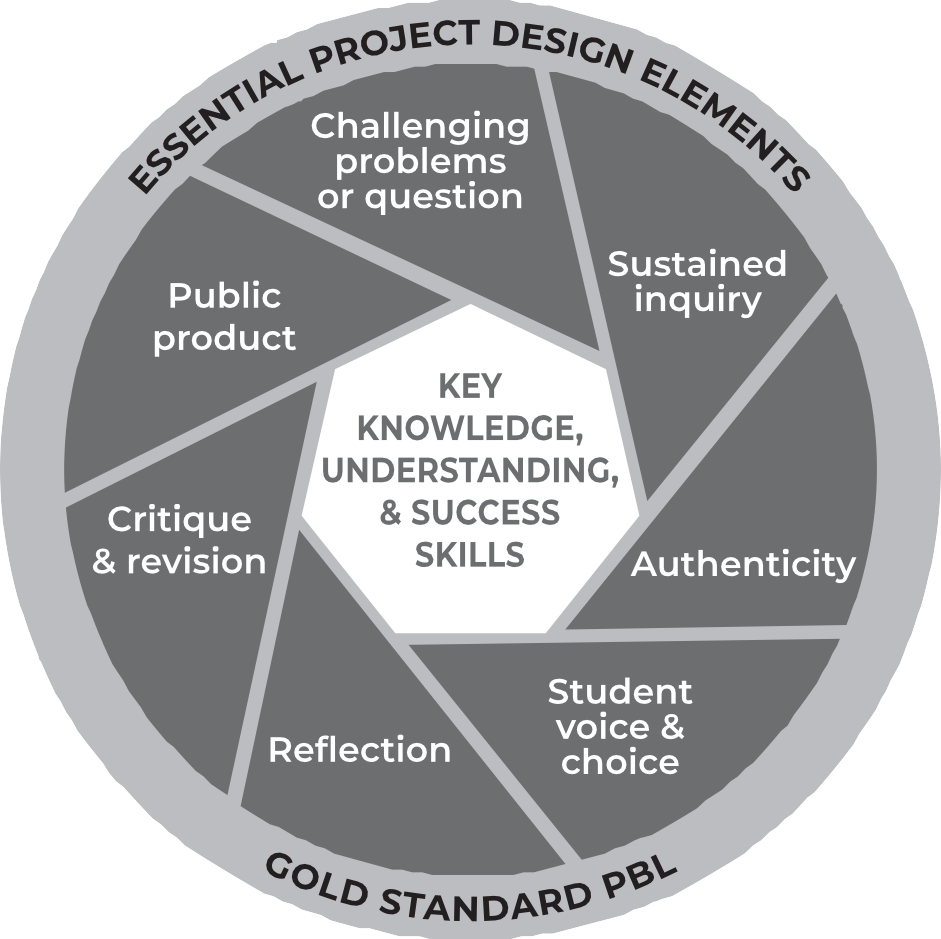 ESSENTIAL PROJECT DESIGN ELEMENTS
Challenging
problems
or question
Sustained
inquiry
Authenticity
Student
voice &
choice
Reflection
Critique
& revision
Public
product
KEY
KNOWLEDGE,
UNDERSTANDING,
& SUCCESS
SKILLS
GOLD STANDARD PBL